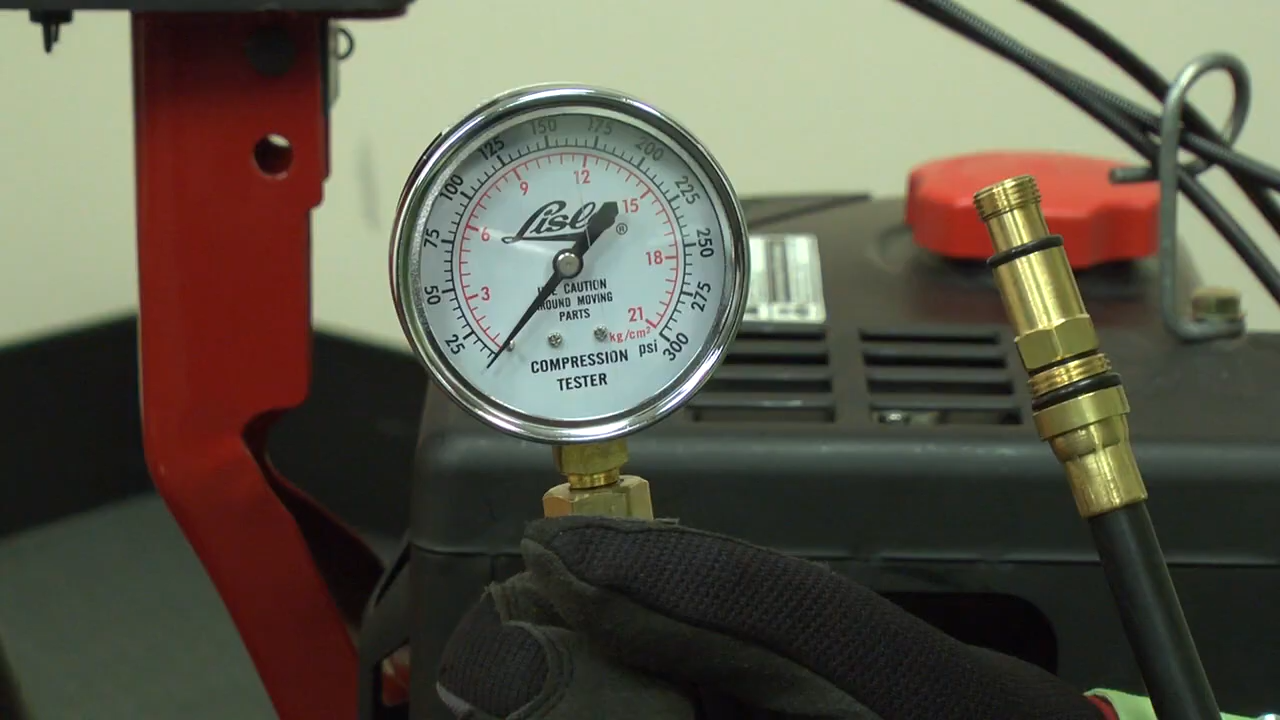 25 50 75 100 125 150 175 200 225 250 275 300
3 6 9 12 15 18 21
Lisle ®
USE CAUTION
AROUND MOVING
PARTS
kg/cm²
COMPRESSION psi
TESTER